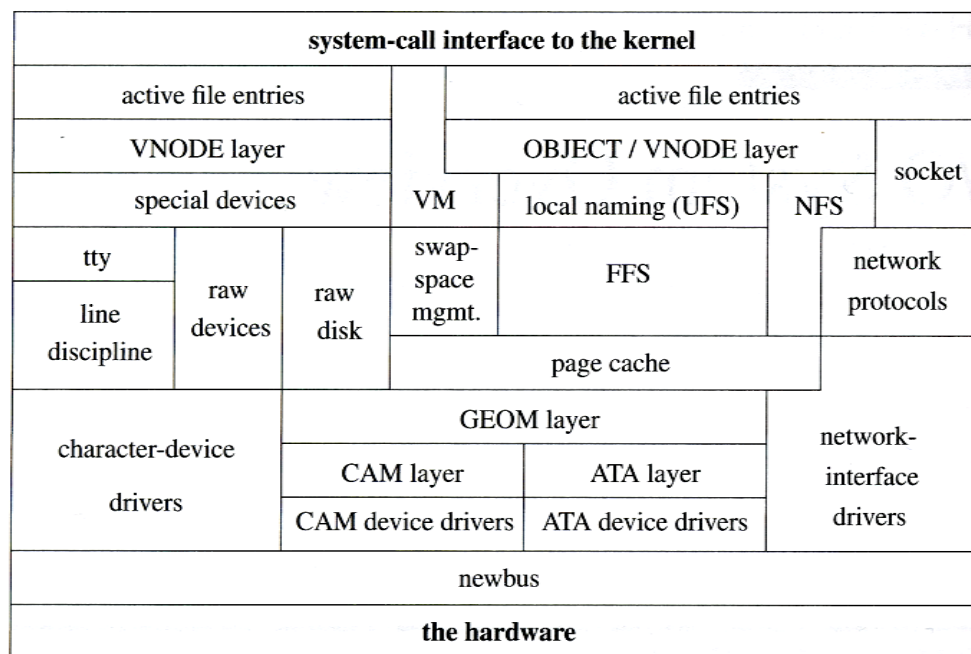 system-call interface to the kernel
active file entries
active file entries
VNODE layer
OBJECT / VNODE layer
socket
special devices
VM
local naming (UFS)
NFS
tty
raw
devices
raw
disk
swap-
space
mgmt.
FFS
network
protocols
line
discipline
page cache
character-device
drivers
GEOM layer
network-
interface
drivers
CAM layer
ATA layer
CAM device drivers
ATA device drivers
newbus
the hardware